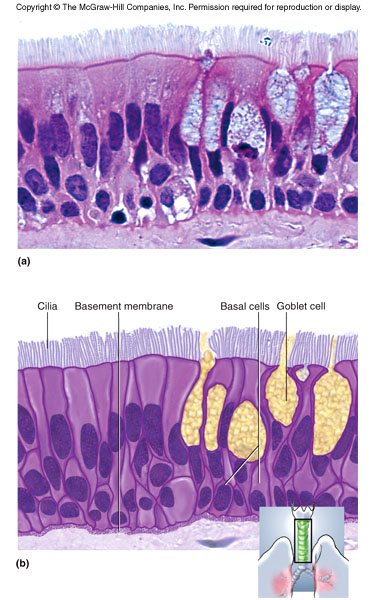 Copyright © The McGraw-Hill Companies, Inc. Permission required for reproduction or display.
(a)
Cilia Basement membrane Basal cells Goblet cell
(b)